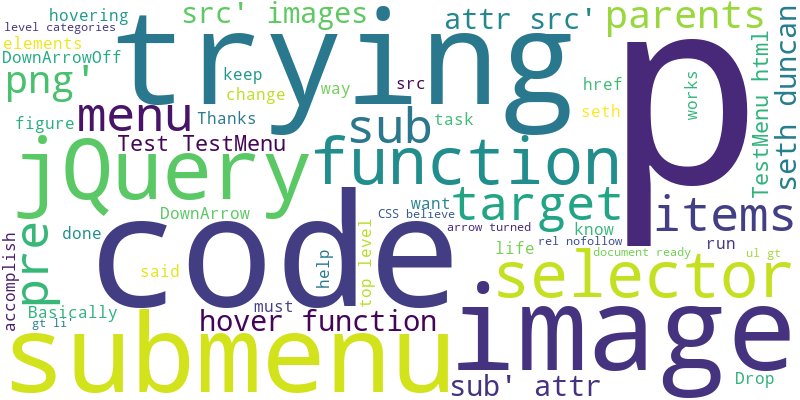 hovering
src' images
attr src'
parents
level categories
elements
DownArrowOff
trying
p
png'
keep
change
way
src
href
works
TestMenu html
seth duncan
menu
Thanks
figure
sub
task
seth
Test TestMenu
jQuery
function
target
items
DownArrow
want
CSS believe
know
pre
code
done
top level
arrow turned
rel nofollow
run
accomplish
help
life
document ready
ul gt
said
selector
submenu
must
image
Basically
gt li'
hover function
sub' attr
Drop